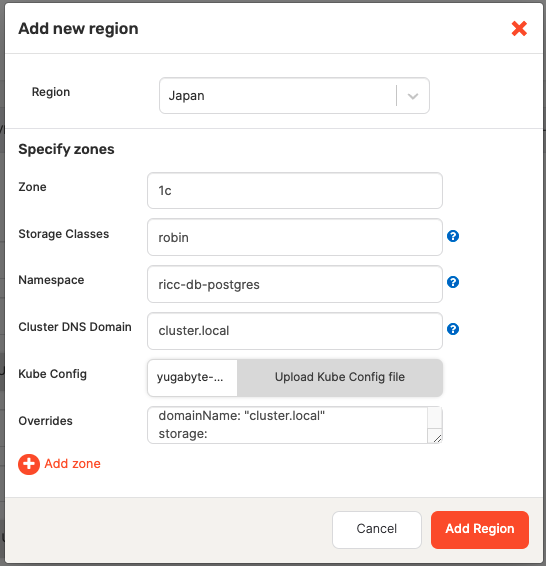 Add new region
Region
Japan
Specify zones
Zone
1c
Storage Classes
robin
?
Namespace
ricc-db-postgres
?
Cluster DNS Domain
cluster.local
?
Kube Config
yugabyte-...
Upload Kube Config file
Overrides
domainName: "cluster.local"
storage:
Add zone
Cancel
Add Region